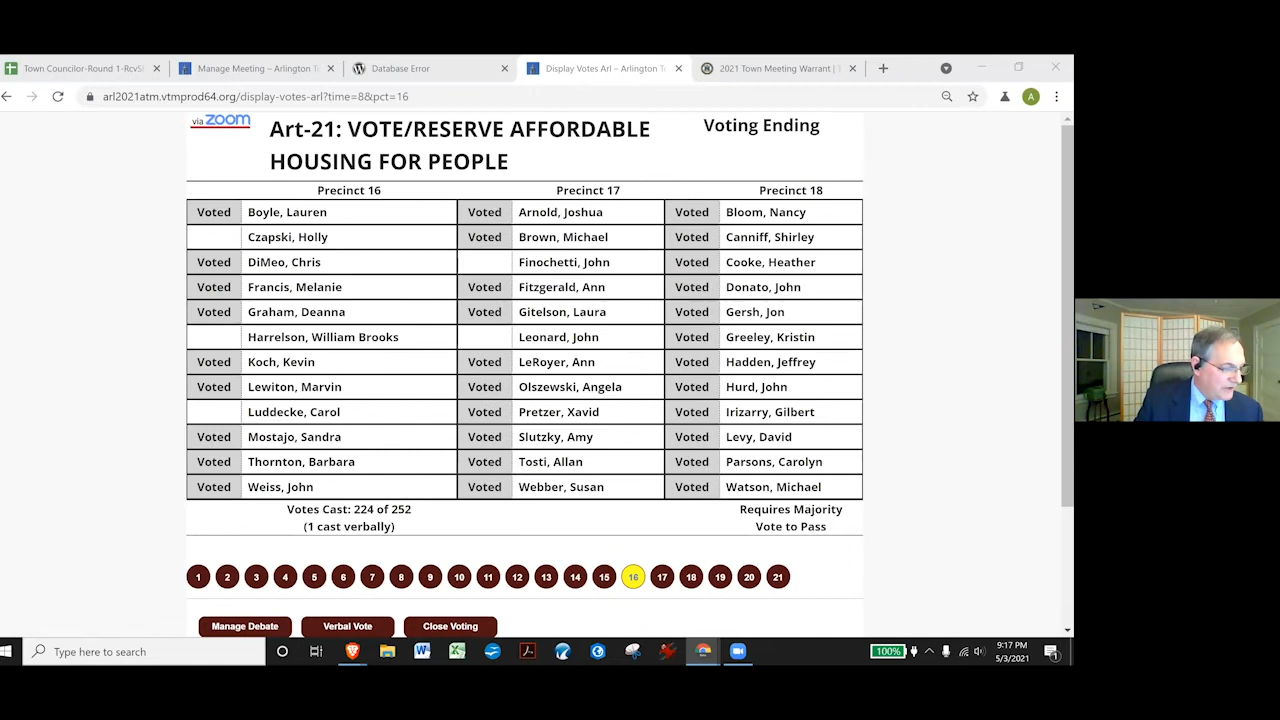 Town Councilor-Round 1-RcvSl
Manage Meeting – Arlington To
Database Error
Display Votes Arl – Arlington To
2021 Town Meeting Warrant | T
arl2021atm.vtmprod64.org/display-votes-arl?time=8&pct=16
A
via zoom
Art-21: VOTE/RESERVE AFFORDABLE
HOUSING FOR PEOPLE
Voting Ending
Precinct 16 Precinct 17 Precinct 18
Voted Boyle, Lauren Voted Arnold, Joshua Voted Bloom, Nancy
Czapski, Holly Voted Brown, Michael Voted Canniff, Shirley
Voted DiMeo, Chris Finochetti, John Voted Cooke, Heather
Voted Francis, Melanie Voted Fitzgerald, Ann Voted Donato, John
Voted Graham, Deanna Voted Gitelson, Laura Voted Gersh, Jon
Harrelson, William Brooks Leonard, John Voted Greeley, Kristin
Voted Koch, Kevin Voted LeRoyer, Ann Voted Hadden, Jeffrey
Voted Lewiton, Marvin Voted Olszewski, Angela Voted Hurd, John
Luddecke, Carol Voted Pretzer, Xavid Voted Irizarry, Gilbert
Voted Mostajo, Sandra Voted Slutzky, Amy Voted Levy, David
Voted Thornton, Barbara Voted Tosti, Allan Voted Parsons, Carolyn
Voted Weiss, John Voted Webber, Susan Voted Watson, Michael
Votes Cast: 224 of 252 Requires Majority
(1 cast verbally) Vote to Pass
1 2 3 4 5 6 7 8 9 10 11 12 13 14 15 16 17 18 19 20 21
Manage Debate Verbal Vote Close Voting
Type here to search
100%
9:17 PM
5/3/2021